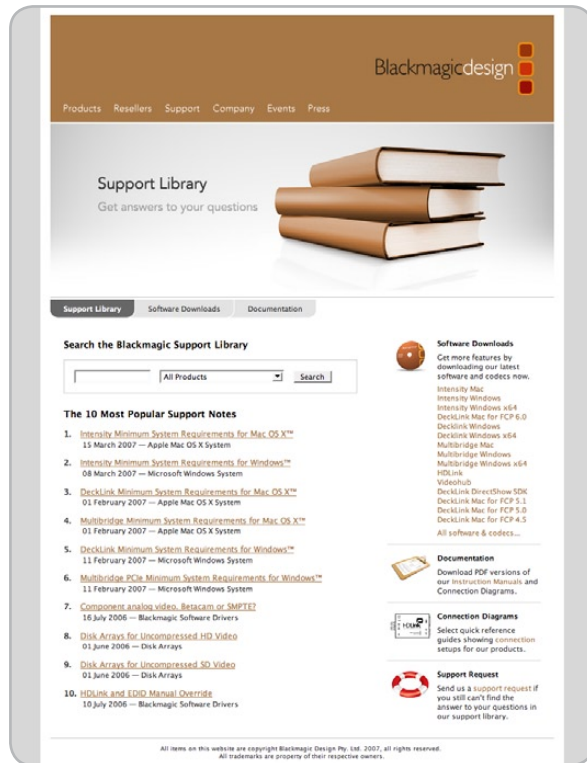 Blackmagicdesign
Products Resellers Support Company Events Press
Support Library
Get answers to your questions
Support Library Software Downloads Documentation
Search the Blackmagic Support Library
All Products Search
The 10 Most Popular Support Notes
1. Intensity Minimum System Requirements for Mac OS X™
15 March 2007 — Apple Mac OS X System
2. Intensity Minimum System Requirements for Windows™
08 March 2007 — Microsoft Windows System
3. DeckLink Minimum System Requirements for Mac OS X™
01 February 2007 — Apple Mac OS X System
4. Multibridge Minimum System Requirements for Mac OS X™
01 February 2007 — Apple Mac OS X System
5. DeckLink Minimum System Requirements for Windows™
11 February 2007 — Microsoft Windows System
6. Multibridge PCIe Minimum System Requirements for Windows™
11 February 2007 — Microsoft Windows System
7. Component analog video. Betacam or SMPTE?
16 July 2006 — Blackmagic Software Drivers
8. Disk Arrays for Uncompressed HD Video
01 June 2006 — Disk Arrays
9. Disk Arrays for Uncompressed SD Video
01 June 2006 — Disk Arrays
10. HDLink and EDID Manual Override
10 July 2006 — Blackmagic Software Drivers
Software Downloads
Get more features by
downloading our latest
software and codecs now.
Intensity Mac
Intensity Windows
Intensity Windows x64
DeckLink Mac for FCP 6.0
Decklink Windows
Decklink Windows x64
Multibridge Mac
Multibridge Windows
Multibridge Windows x64
HDLink
Videohub
DeckLink DirectShow SDK
DeckLink Mac for FCP 5.1
DeckLink Mac for FCP 5.0
DeckLink Mac for FCP 4.5
All software & codecs...
Documentation
Download PDF versions of
our Instruction Manuals and
Connection Diagrams.
HDLink
Connection Diagrams
Select quick reference
guides showing connection
setups for our products.
Support Request
Send us a support request if
you still can't find the
answer to your questions in
our support library.
All items on this website are copyright Blackmagic Design Pty. Ltd. 2007, all rights reserved.
All trademarks are property of their respective owners.